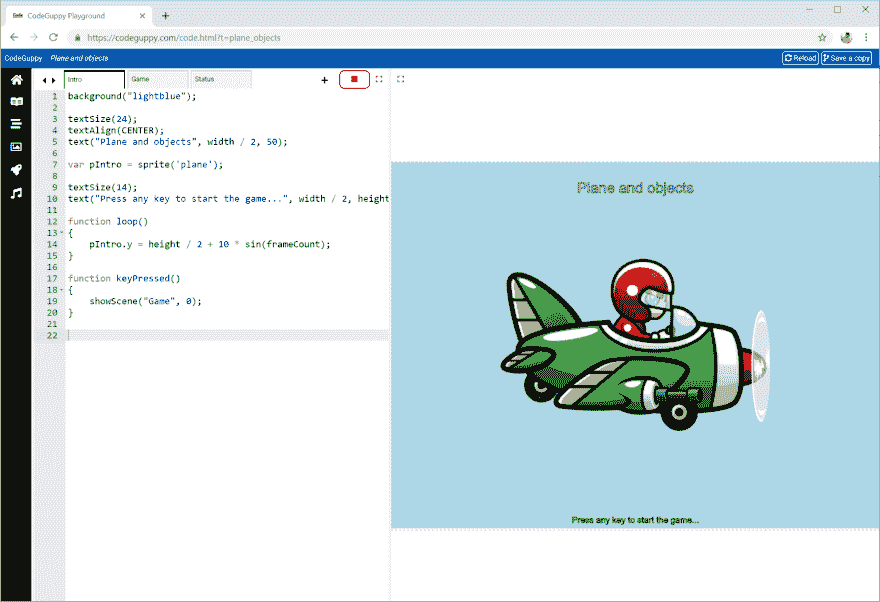 CodeGuppy Playground
https://codeguppy.com/code.html?t=plane_objects
CodeGuppy Plane and objects Reload Save a copy
Intro Game Status
1 background("lightblue");
2
3 textSize(24);
4 textAlign(CENTER);
5 text("Plane and objects", width / 2, 50);
6
7 var pIntro = sprite('plane');
8
9 textSize(14);
10 text("Press any key to start the game...", width / 2, height
11
12 function loop()
13 {
14 pIntro.y = height / 2 + 10 * sin(frameCount);
15 }
16
17 function keyPressed()
18 {
19 showScene("Game", 0);
20 }
21
22
Plane and objects
Press any key to start the game...